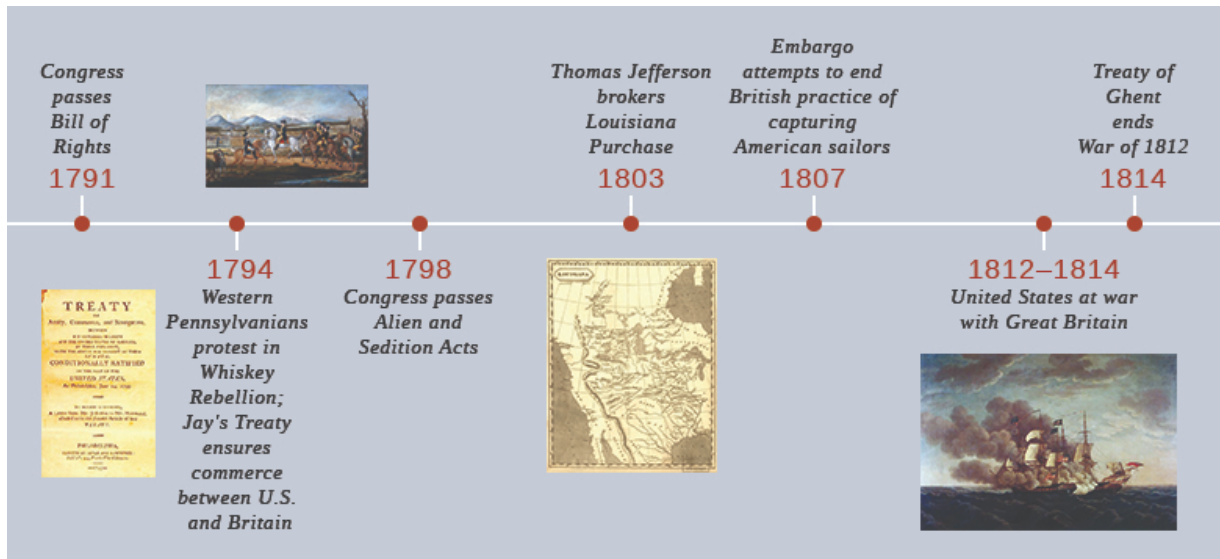 Congress
passes
Bill of
Rights
1791
1794
Western
Pennsylvanians
protest in
Whiskey
Rebellion;
Jay's Treaty
ensures
commerce
between U.S.
and Britain
1798
Congress passes
Alien and
Sedition Acts
Thomas Jefferson
brokers
Louisiana
Purchase
1803
Embargo
attempts to end
British practice of
capturing
American sailors
1807
1812–1814
United States at war
with Great Britain
Treaty of
Ghent
ends
War of 1812
1814
TREATY
CONDITIONALLY RATIFIED
UNITED STATES,
PHILADELPHIA,
LOUISIANA